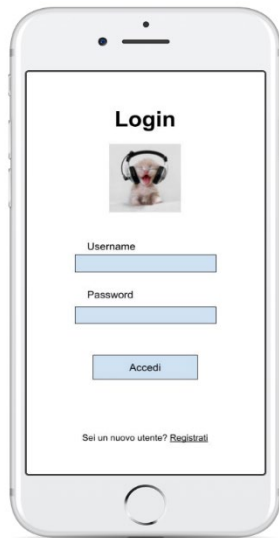 Login
Username
Password
Accedi
Sei un nuovo utente? Registrati